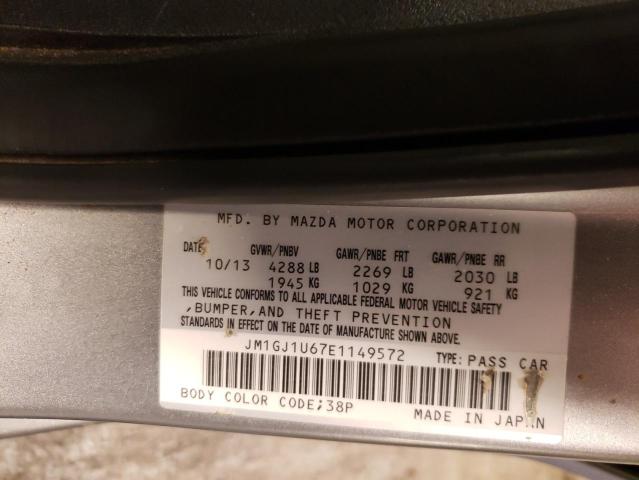 MFD. BY MAZDA MOTOR CORPORATION
DATE GVWR/PNBV GAWR/PNBE FRT GAWR/PNBE RR
10/13 4288 LB 2269 LB 2030 LB
1945 KG 1029 KG 921 KG
THIS VEHICLE CONFORMS TO ALL APPLICABLE FEDERAL MOTOR VEHICLE SAFETY
,BUMPER,AND THEFT PREVENTION
STANDARDS IN EFFECT ON THE DATE OF MANUFACTURE SHOWN ABOVE.
JM1GJ1U67E1149572 TYPE: PASS CAR
BODY COLOR CODE;38P MADE IN JAPAN